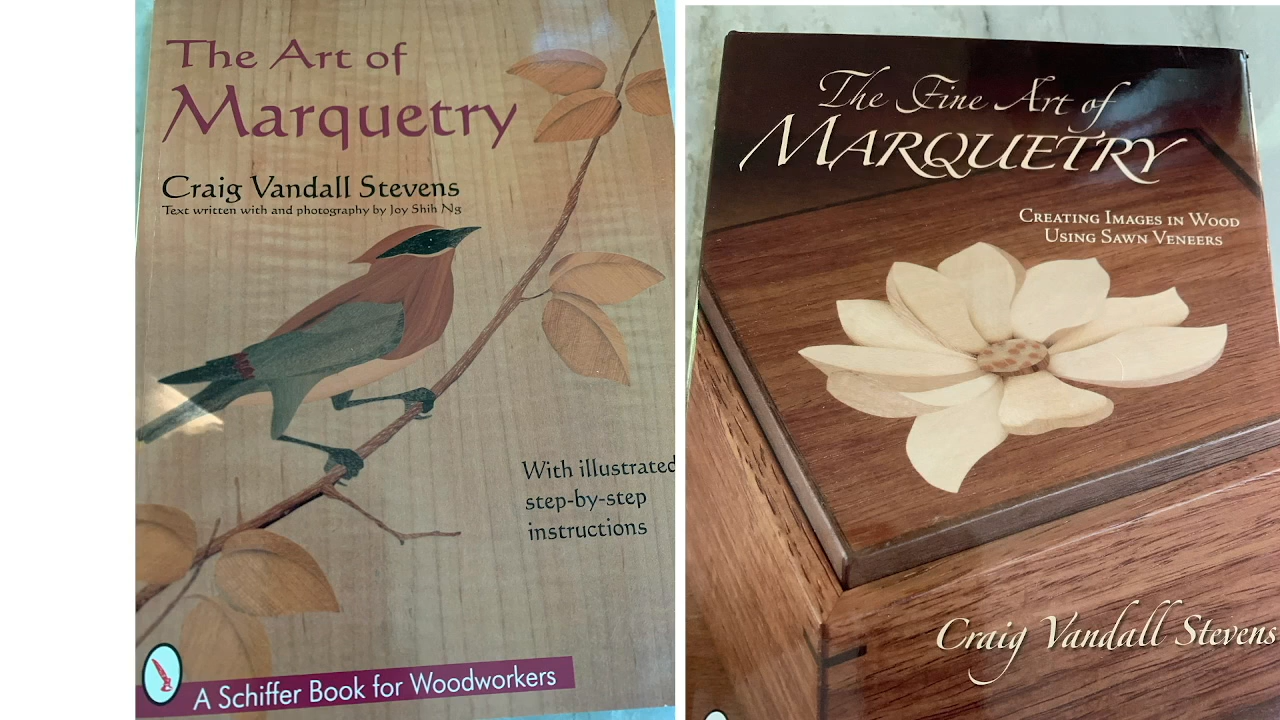 The Art of
Marquetry
Craig Vandall Stevens
Text written with and photography by Joy Shih Ng
With illustrated
step-by-step
instructions
A Schiffer Book for Woodworkers
The Fine Art of
MARQUETRY
CREATING IMAGES IN WOOD
USING SAWN VENEERS
Craig Vandall Stevens